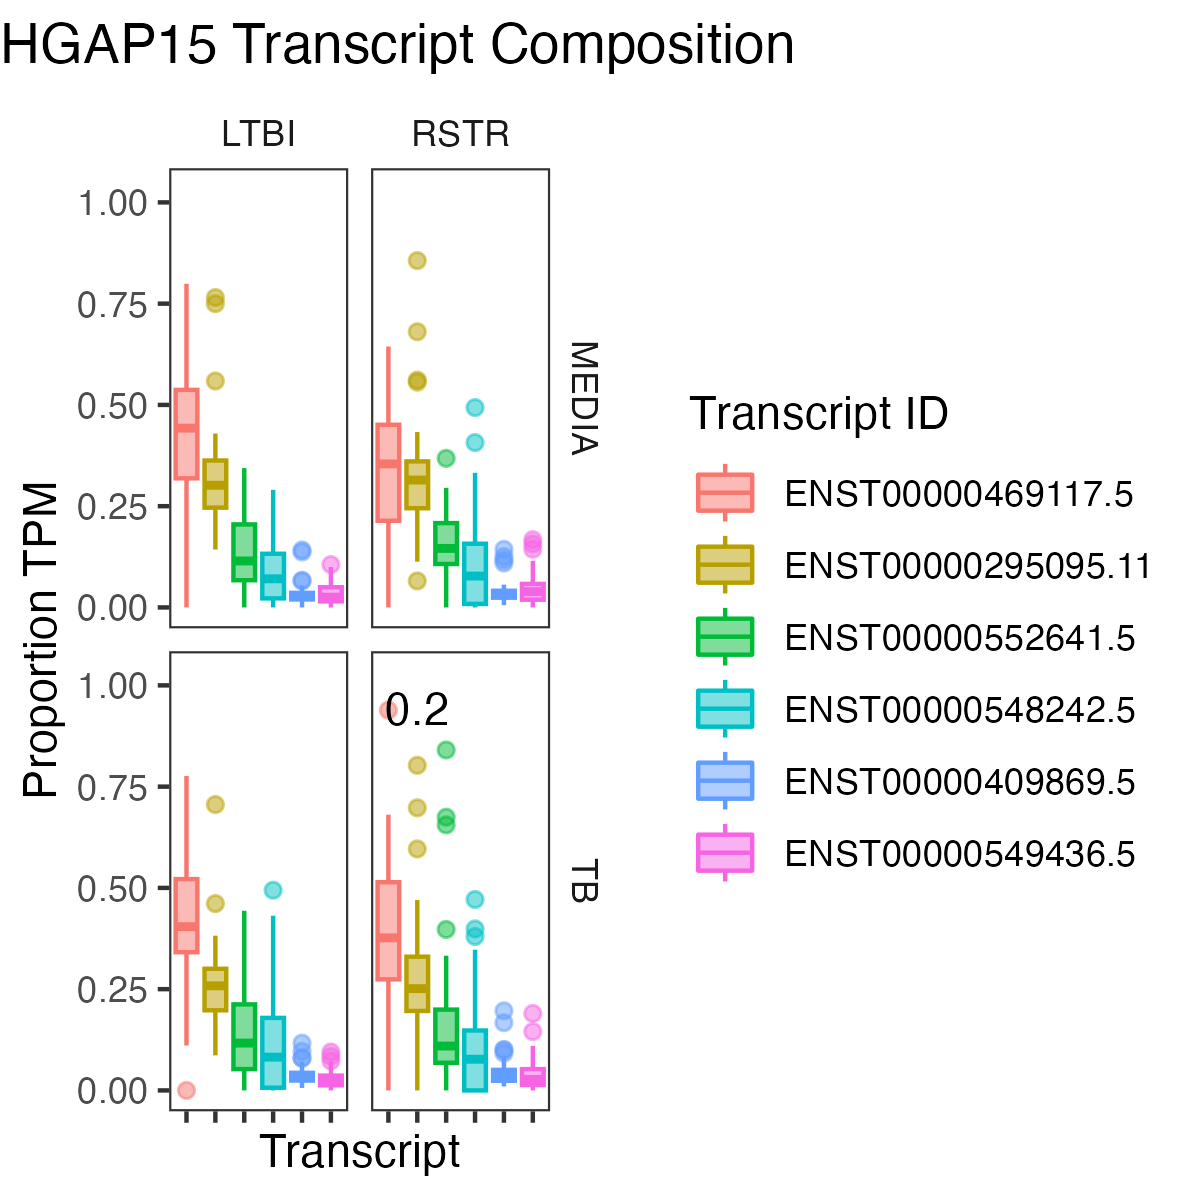 HGAP15 Transcript Composition
LTBI
RSTR
1.00
0.75
0.50
0.25
0.00
MEDIA
1.00
0.75
0.50
0.25
0.00
0.2
TB
Proportion TPM
Transcript
Transcript ID
ENST00000469117.5
ENST00000295095.11
ENST00000552641.5
ENST00000548242.5
ENST00000409869.5
ENST00000549436.5